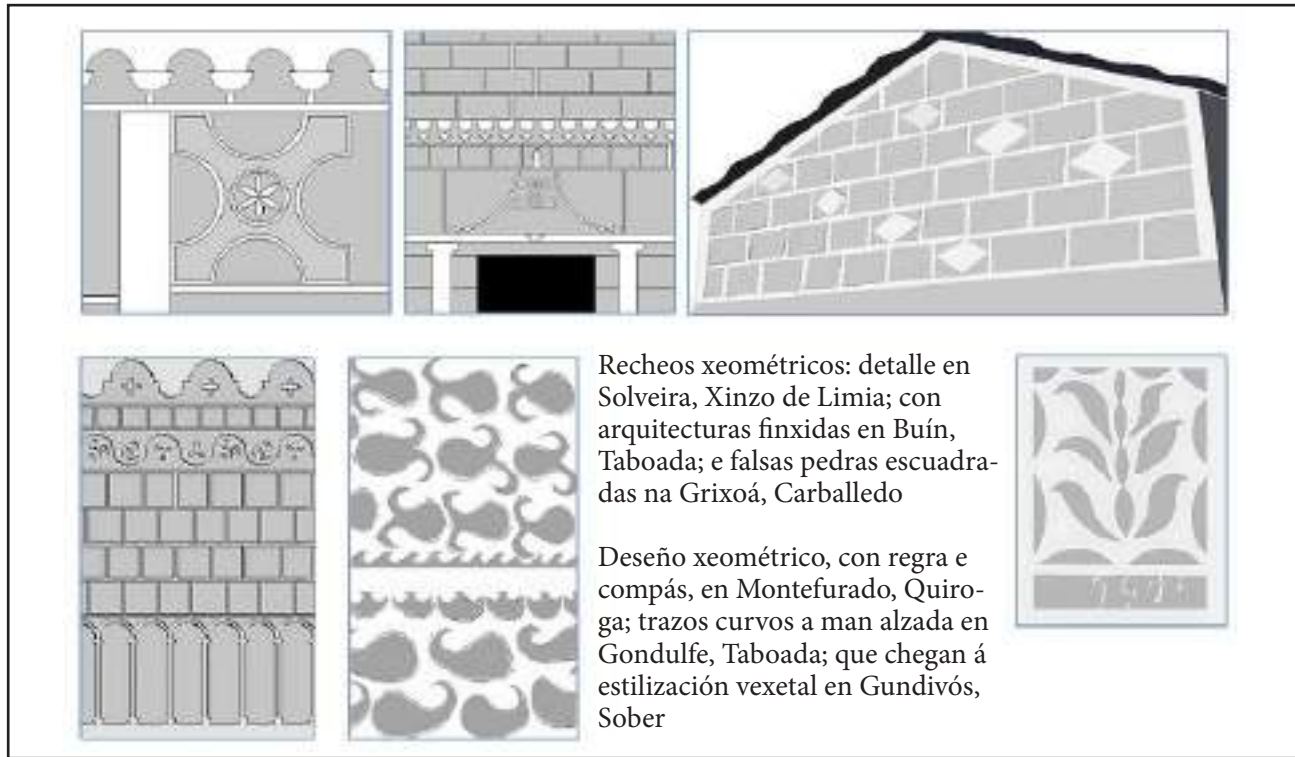 Recheos xeométricos: detalle en
Solveira, Xinzo de Limia; con
arquitecturas finxidas en Buín,
Taboada; e falsas pedras escuadra-
das na Grixoá, Carballedo
Deseño xeométrico, con regra e
compás, en Montefurado, Quiro-
ga; trazos curvos a man alzada en
Gondulfe, Taboada; que chegan á
estilización vexetal en Gundivós,
Sober